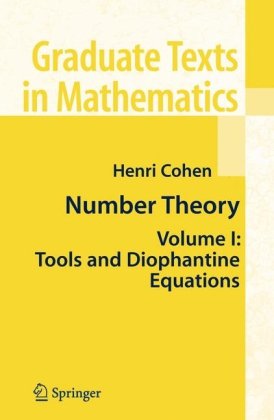 Graduate Texts
in Mathematics
Henri Cohen
Number Theory
Volume I:
Tools and Diophantine
Equations
Springer